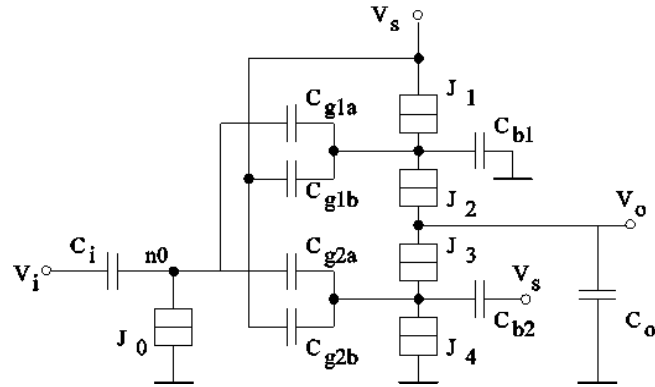 V_s
J_1
C_g1a
C_b1
C_g1b
J_2
V_o
C_i
n0
C_g2a
J_3
V_s
V_i
C_b2
C_o
J_0
C_g2b
J_4